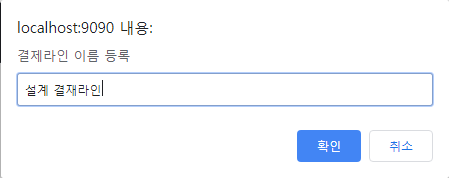 localhost:9090 내용:
결제라인 이름 등록
설계 결재라인
확인 취소